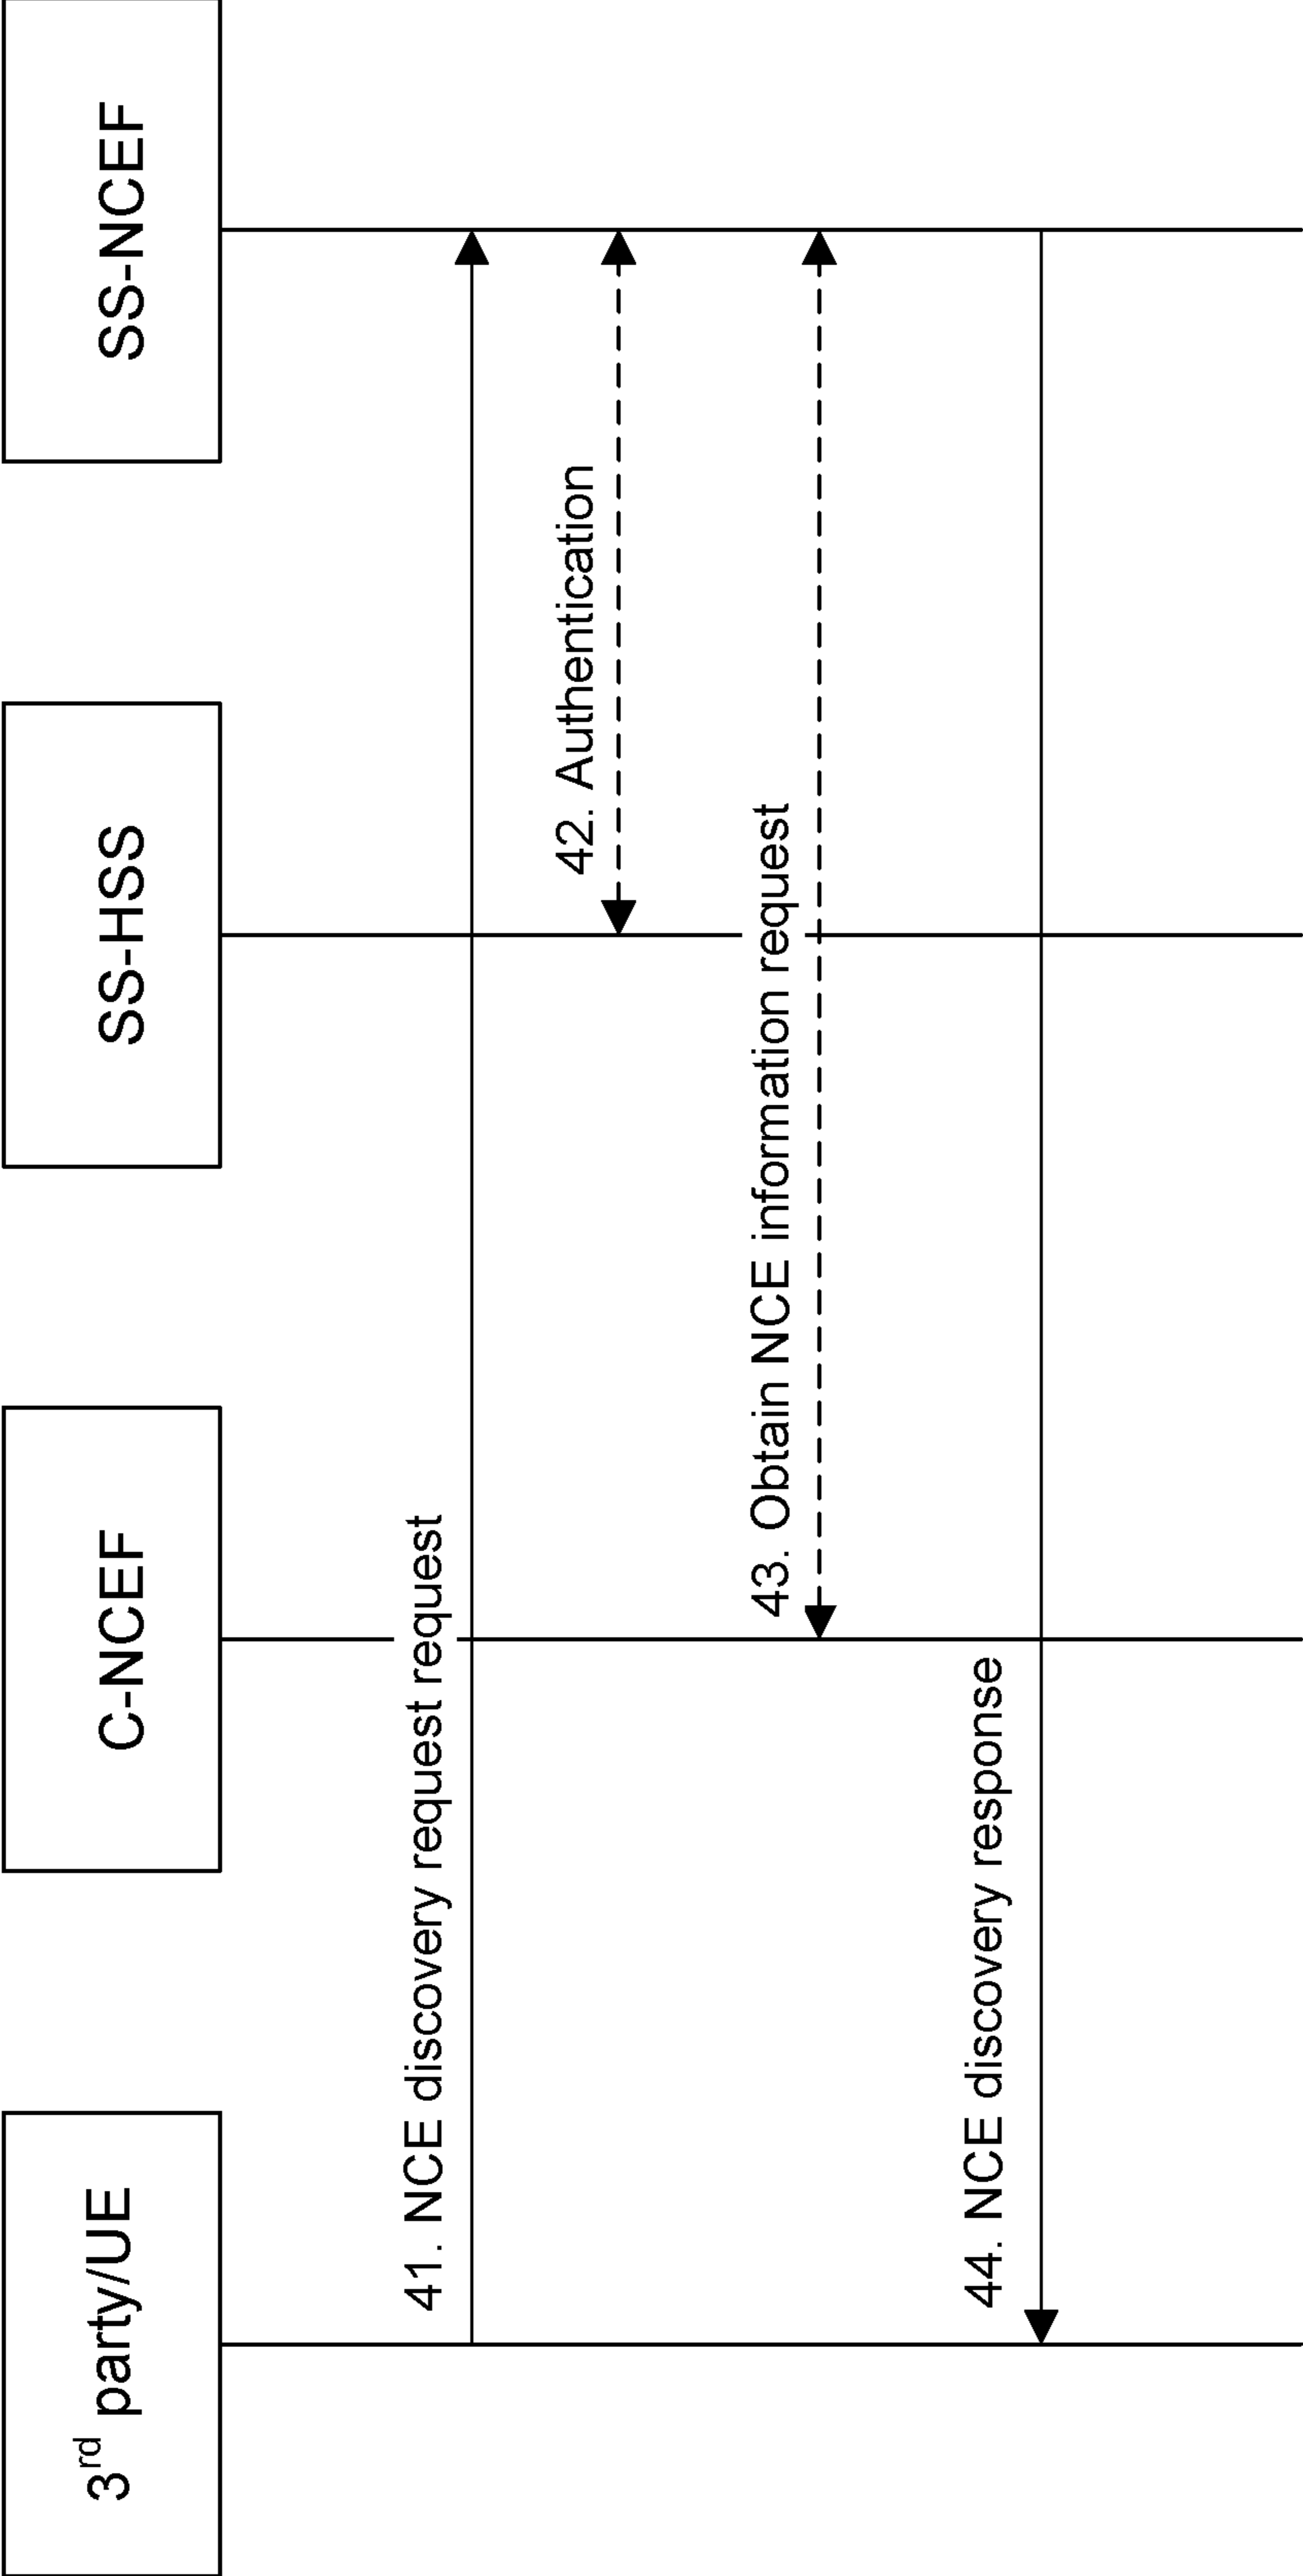 3rd party/UE
C-NCEF
SS-HSS
SS-NCEF
41. NCE discovery request request
42. Authentication
43. Obtain NCE information request
44. NCE discovery response